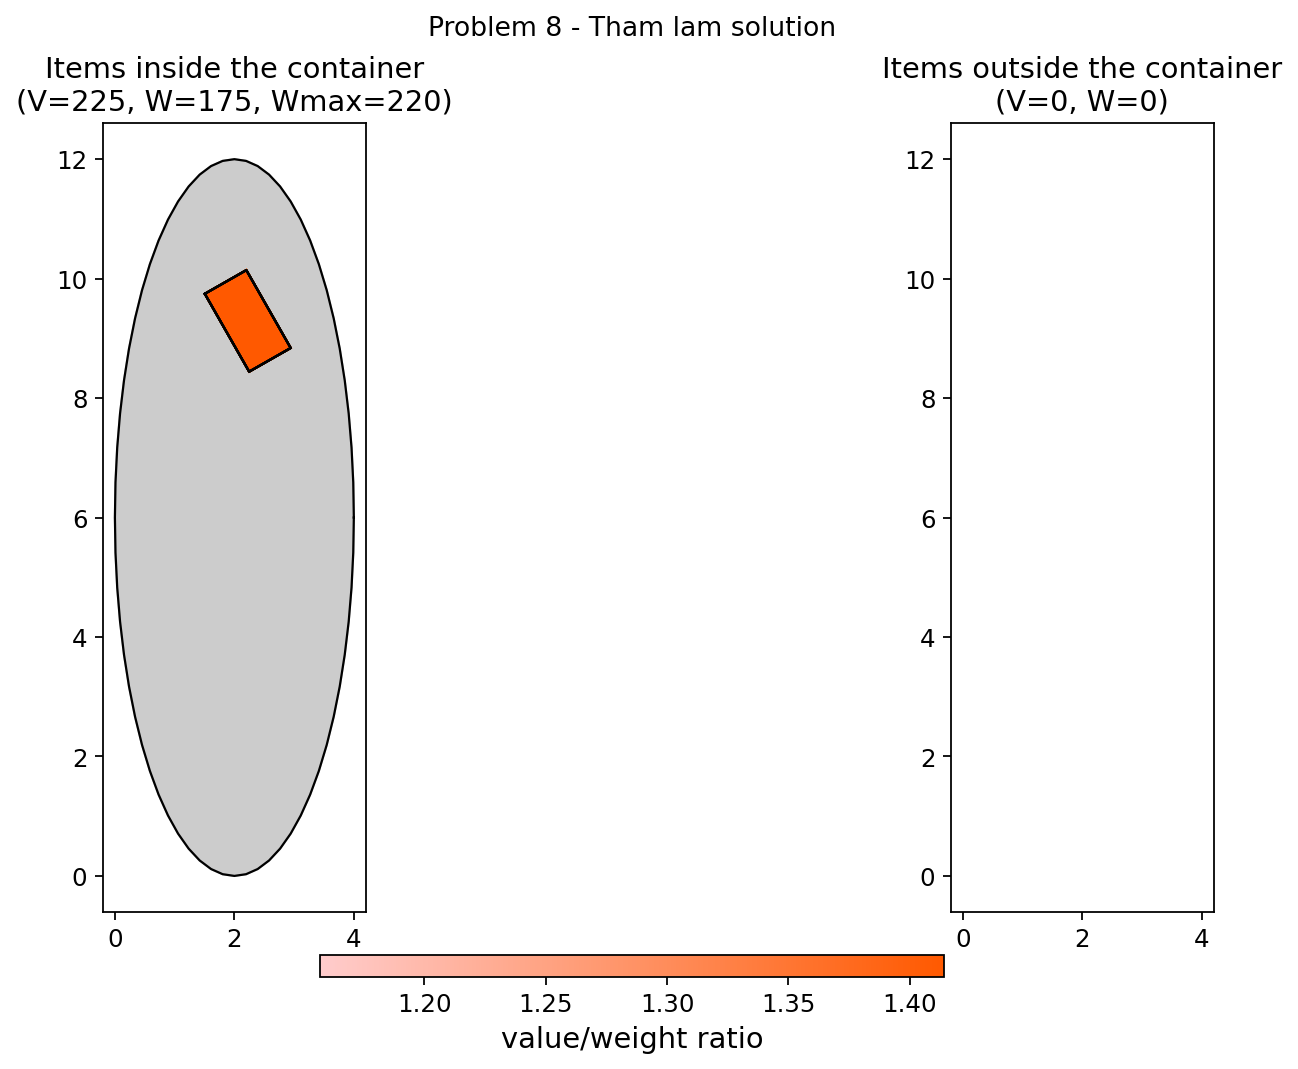 Problem 8 - Tham lam solution
Items inside the container
(V=225, W=175, Wmax=220)
12
10
8
6
4
2
0
0 2 4
Items outside the container
(V=0, W=0)
12
10
8
6
4
2
0
0 2 4
1.20 1.25 1.30 1.35 1.40
value/weight ratio